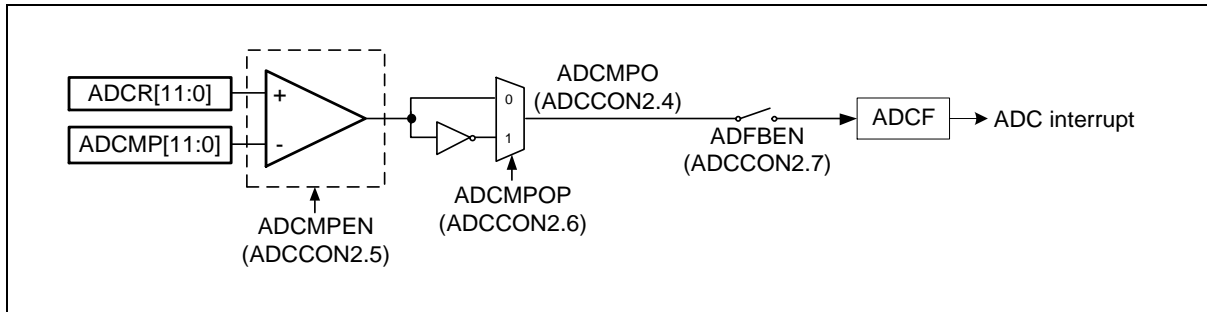 ADCR[11:0]
+
ADCMP[11:0]
-
ADCMPEN
(ADCCON2.5)
0
1
ADCMPOP
(ADCCON2.6)
ADCMPO
(ADCCON2.4)
ADFBEN
(ADCCON2.7)
ADCF
ADC interrupt